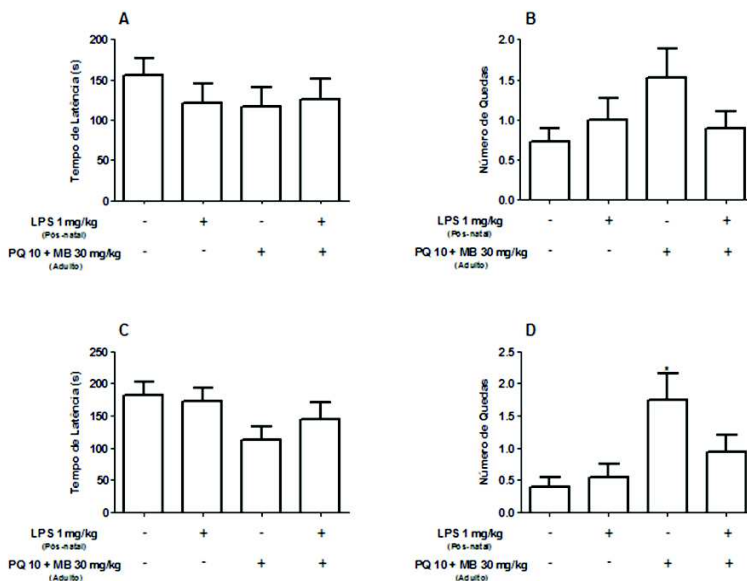 A
Tempo de Latência (s)
200
150
100
50
0
LPS 1 mg/kg - + - +
(Pós-natal)
PQ 10 + MB 30 mg/kg - - + +
(Adulto)
B
Número de Quedas
2.0
1.5
1.0
0.5
0.0
LPS 1 mg/kg - + - +
(Pós-natal)
PQ 10 + MB 30 mg/kg - - + +
(Adulto)
C
Tempo de Latência (s)
250
200
150
100
50
0
LPS 1 mg/kg - + - +
(Pós-natal)
PQ 10 + MB 30 mg/kg - - + +
(Adulto)
D
Número de Quedas
2.5
2.0
1.5
1.0
0.5
0.0
*
LPS 1 mg/kg - + - +
(Pós-natal)
PQ 10 + MB 30 mg/kg - - + +
(Adulto)